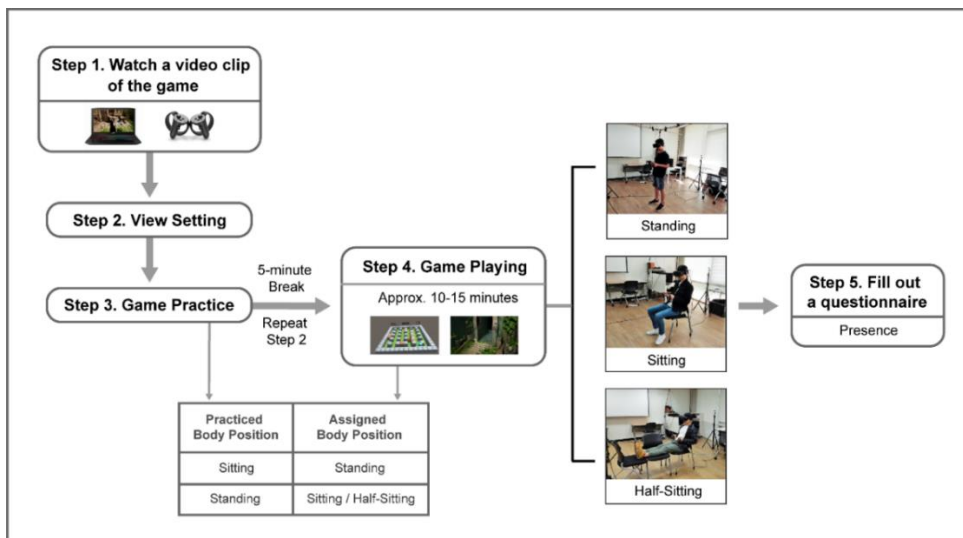 Step 1. Watch a video clip
of the game
Step 2. View Setting
Step 3. Game Practice
5-minute
Break
Repeat
Step 2
Step 4. Game Playing
Approx. 10-15 minutes
Practiced
Body Position
Assigned
Body Position
Sitting
Standing
Standing
Sitting / Half-Sitting
Standing
Sitting
Half-Sitting
Step 5. Fill out
a questionnaire
Presence